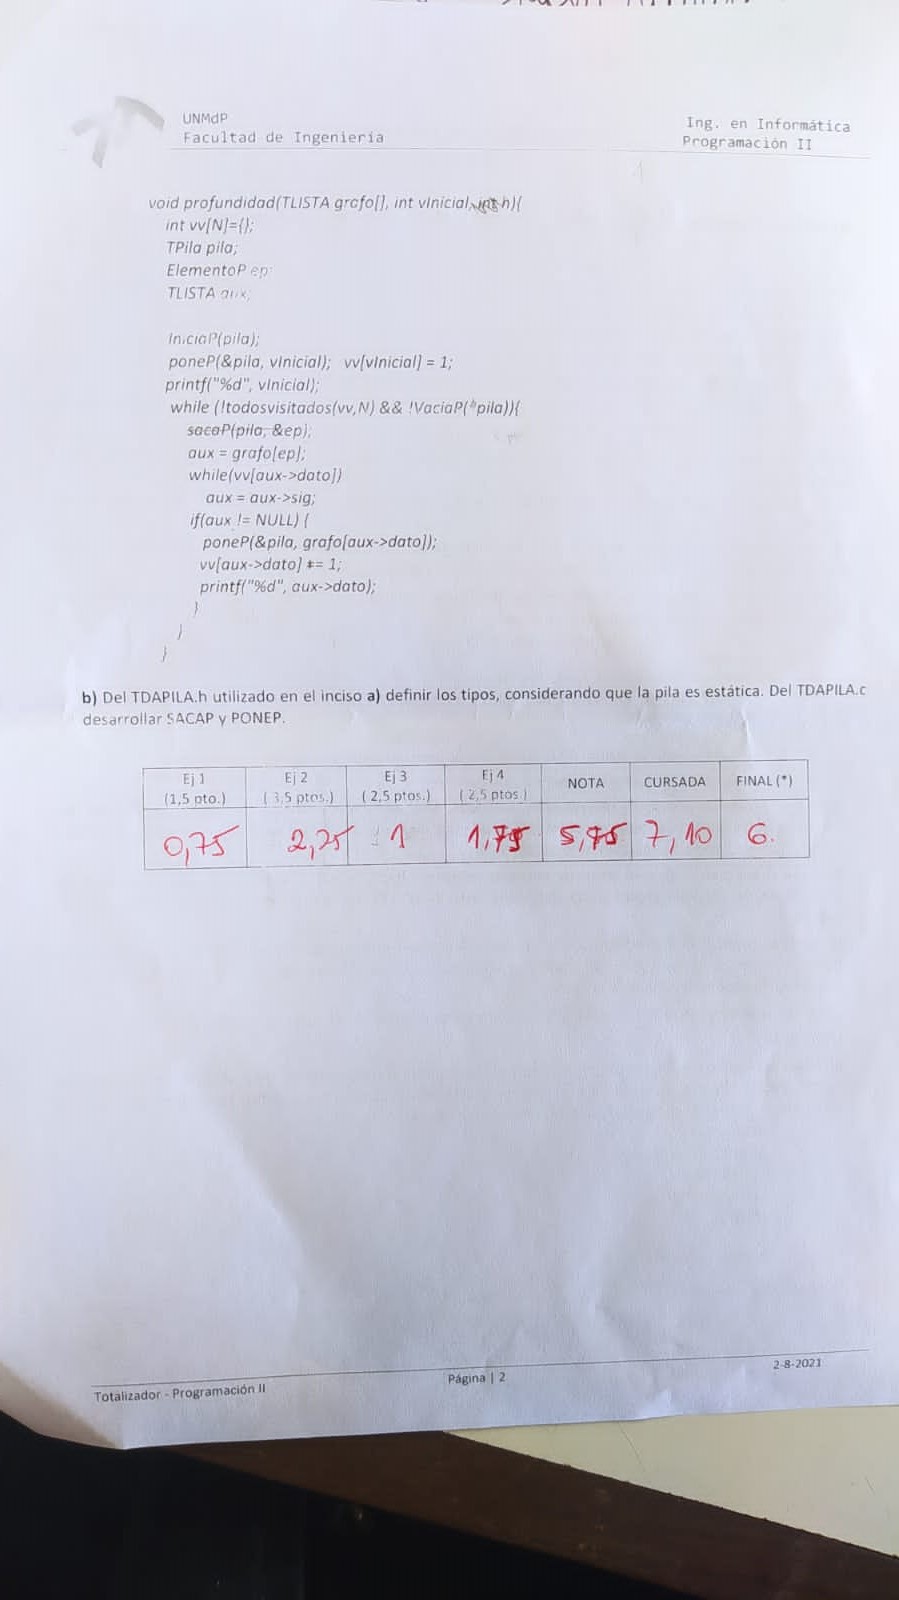 UNMdP
Facultad de Ingeniería
Ing. en Informática
Programación II
void profundidad(TLISTA grafo[], int vInicial, int h){
int vv[N]={};
TPila pila;
ElementoP ep;
TLISTA aux;
IniciaP(pila);
poneP(&pila, vInicial); vv[vInicial] = 1;
printf("%d", vInicial);
while (!todosvisitados(vv,N) && !VaciaP(*pila)){
sacaP(pila, &ep);
aux = grafo[ep];
while(vv[aux->dato])
aux = aux->sig;
if(aux != NULL) {
poneP(&pila, grafo[aux->dato]);
vv[aux->dato] += 1;
printf("%d", aux->dato);
}
}
}
b) Del TDAPILA.h utilizado en el inciso a) definir los tipos, considerando que la pila es estática. Del TDAPILA.c
desarrollar SACAP y PONEP.
Ej 1 Ej 2 Ej 3 Ej 4 NOTA CURSADA FINAL (*)
(1,5 pto.) ( 3,5 ptos.) ( 2,5 ptos.) ( 2,5 ptos.)
0,75 2,25 1 1,75 5,75 7,10 6.
Totalizador - Programación II
Página | 2
2-8-2021